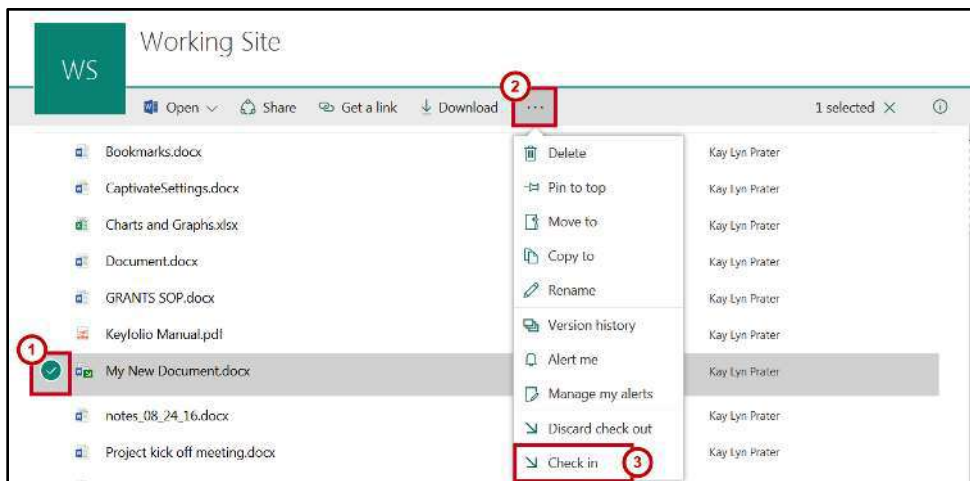 Working Site
WS
2
Open Share Get a link Download ... 1 selected
Bookmarks.docx Delete Kay Lyn Prater
CaptivateSettings.docx Pin to top Kay Lyn Prater
Charts and Graphs.xlsx Move to Kay Lyn Prater
Document.docx Copy to Kay Lyn Prater
GRANTS SOP.docx Rename Kay Lyn Prater
Keyfolio Manual.pdf Version history Kay Lyn Prater
1
My New Document.docx Alert me Kay Lyn Prater
Manage my alerts
notes_08_24_16.docx Discard check out Kay Lyn Prater
Project kick off meeting.docx Check in 3 Kay Lyn Prater